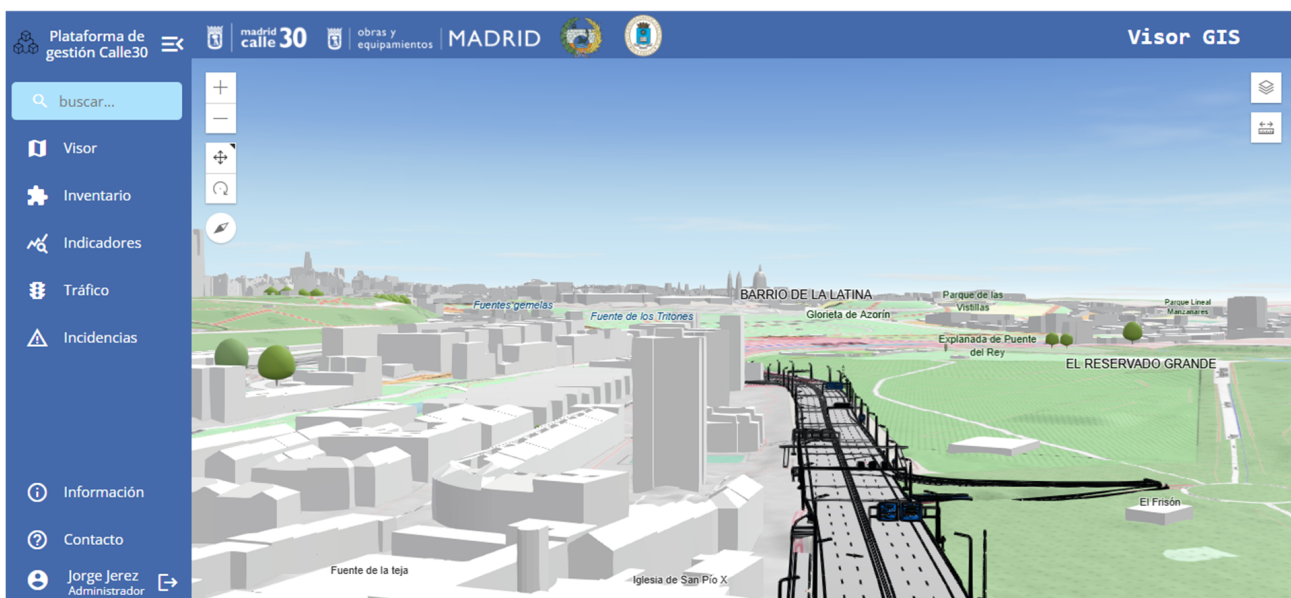 Plataforma de
gestión Calle30
madrid
calle 30
obras y
equipamientos
MADRID
Visor GIS
buscar...
Visor
Inventario
Indicadores
Tráfico
Incidencias
Información
Contacto
Jorge Jerez
Administrador
Fuentes gemelas
Fuente de los Tritones
BARRIO DE LA LATINA
Glorieta de Azorín
Parque de las
Vistillas
Parque Lineal
Manzanares
Explanada de Puente
del Rey
EL RESERVADO GRANDE
El Frisón
Fuente de la teja
Iglesia de San Pío X